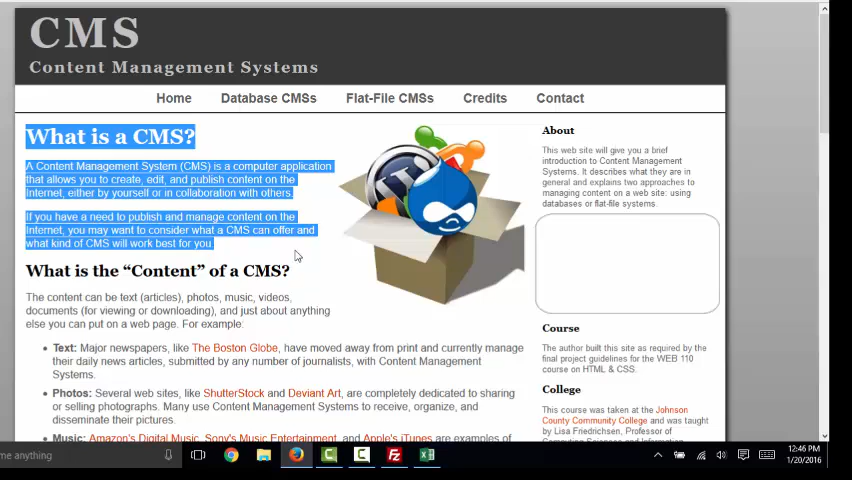 CMS
Content Management Systems
Home Database CMSs Flat-File CMSs Credits Contact
What is a CMS?
A Content Management System (CMS) is a computer application
that allows you to create, edit, and publish content on the
Internet, either by yourself or in collaboration with others.
If you have a need to publish and manage content on the
Internet, you may want to consider what a CMS can offer and
what kind of CMS will work best for you.
What is the “Content” of a CMS?
The content can be text (articles), photos, music, videos,
documents (for viewing or downloading), and just about anything
else you can put on a web page. For example:
Text: Major newspapers, like The Boston Globe, have moved away from print and currently manage
their daily news articles, submitted by any number of journalists, with Content Management
Systems.
Photos: Several web sites, like ShutterStock and Deviant Art, are completely dedicated to sharing
or selling photographs. Many use Content Management Systems to receive, organize, and
disseminate their pictures.
Music: Amazon's Digital Music, Sony's Music Entertainment, and Apple's iTunes are examples of
About
This web site will give you a brief
introduction to Content Management
Systems. It describes what they are in
general and explains two approaches to
managing content on a web site: using
databases or flat-file systems.
Course
The author built this site as required by the
final project guidelines for the WEB 110
course on HTML & CSS.
College
This course was taken at the Johnson
County Community College and was taught
by Lisa Friedrichsen, Professor of
Computing Sciences and Information
me anything
12:46 PM
1/20/2016